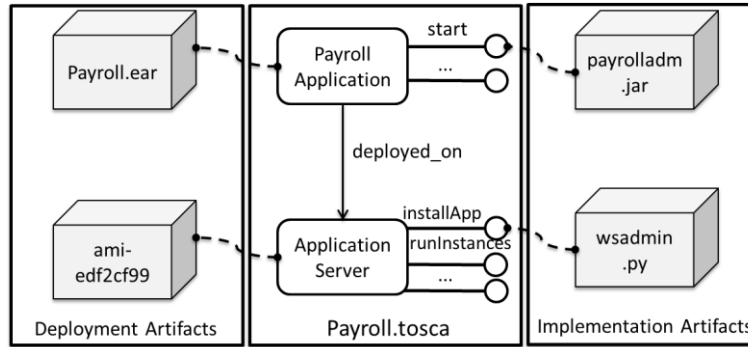 Payroll.ear
Payroll
Application
start
...
payrolladm
.jar
deployed_on
ami-
edf2cf99
Application
Server
installApp
runInstances
...
wsadmin
.py
Deployment Artifacts
Payroll.tosca
Implementation Artifacts